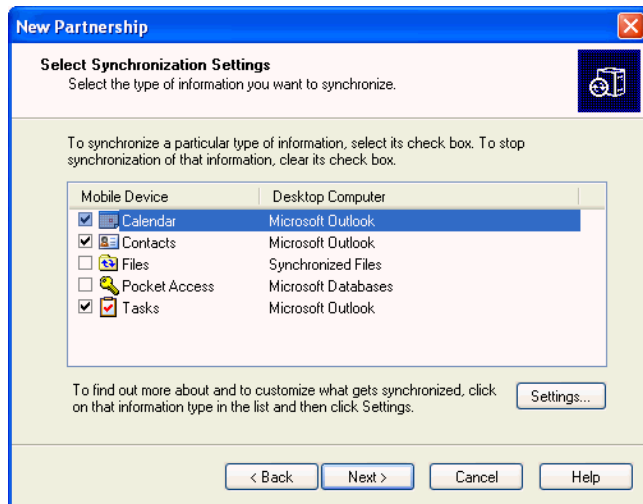 New Partnership
Select Synchronization Settings
Select the type of information you want to synchronize.
To synchronize a particular type of information, select its check box. To stop
synchronization of that information, clear its check box.
Mobile Device Desktop Computer
Calendar Microsoft Outlook
Contacts Microsoft Outlook
Files Synchronized Files
Pocket Access Microsoft Databases
Tasks Microsoft Outlook
To find out more about and to customize what gets synchronized, click
on that information type in the list and then click Settings.
Settings...
< Back Next > Cancel Help